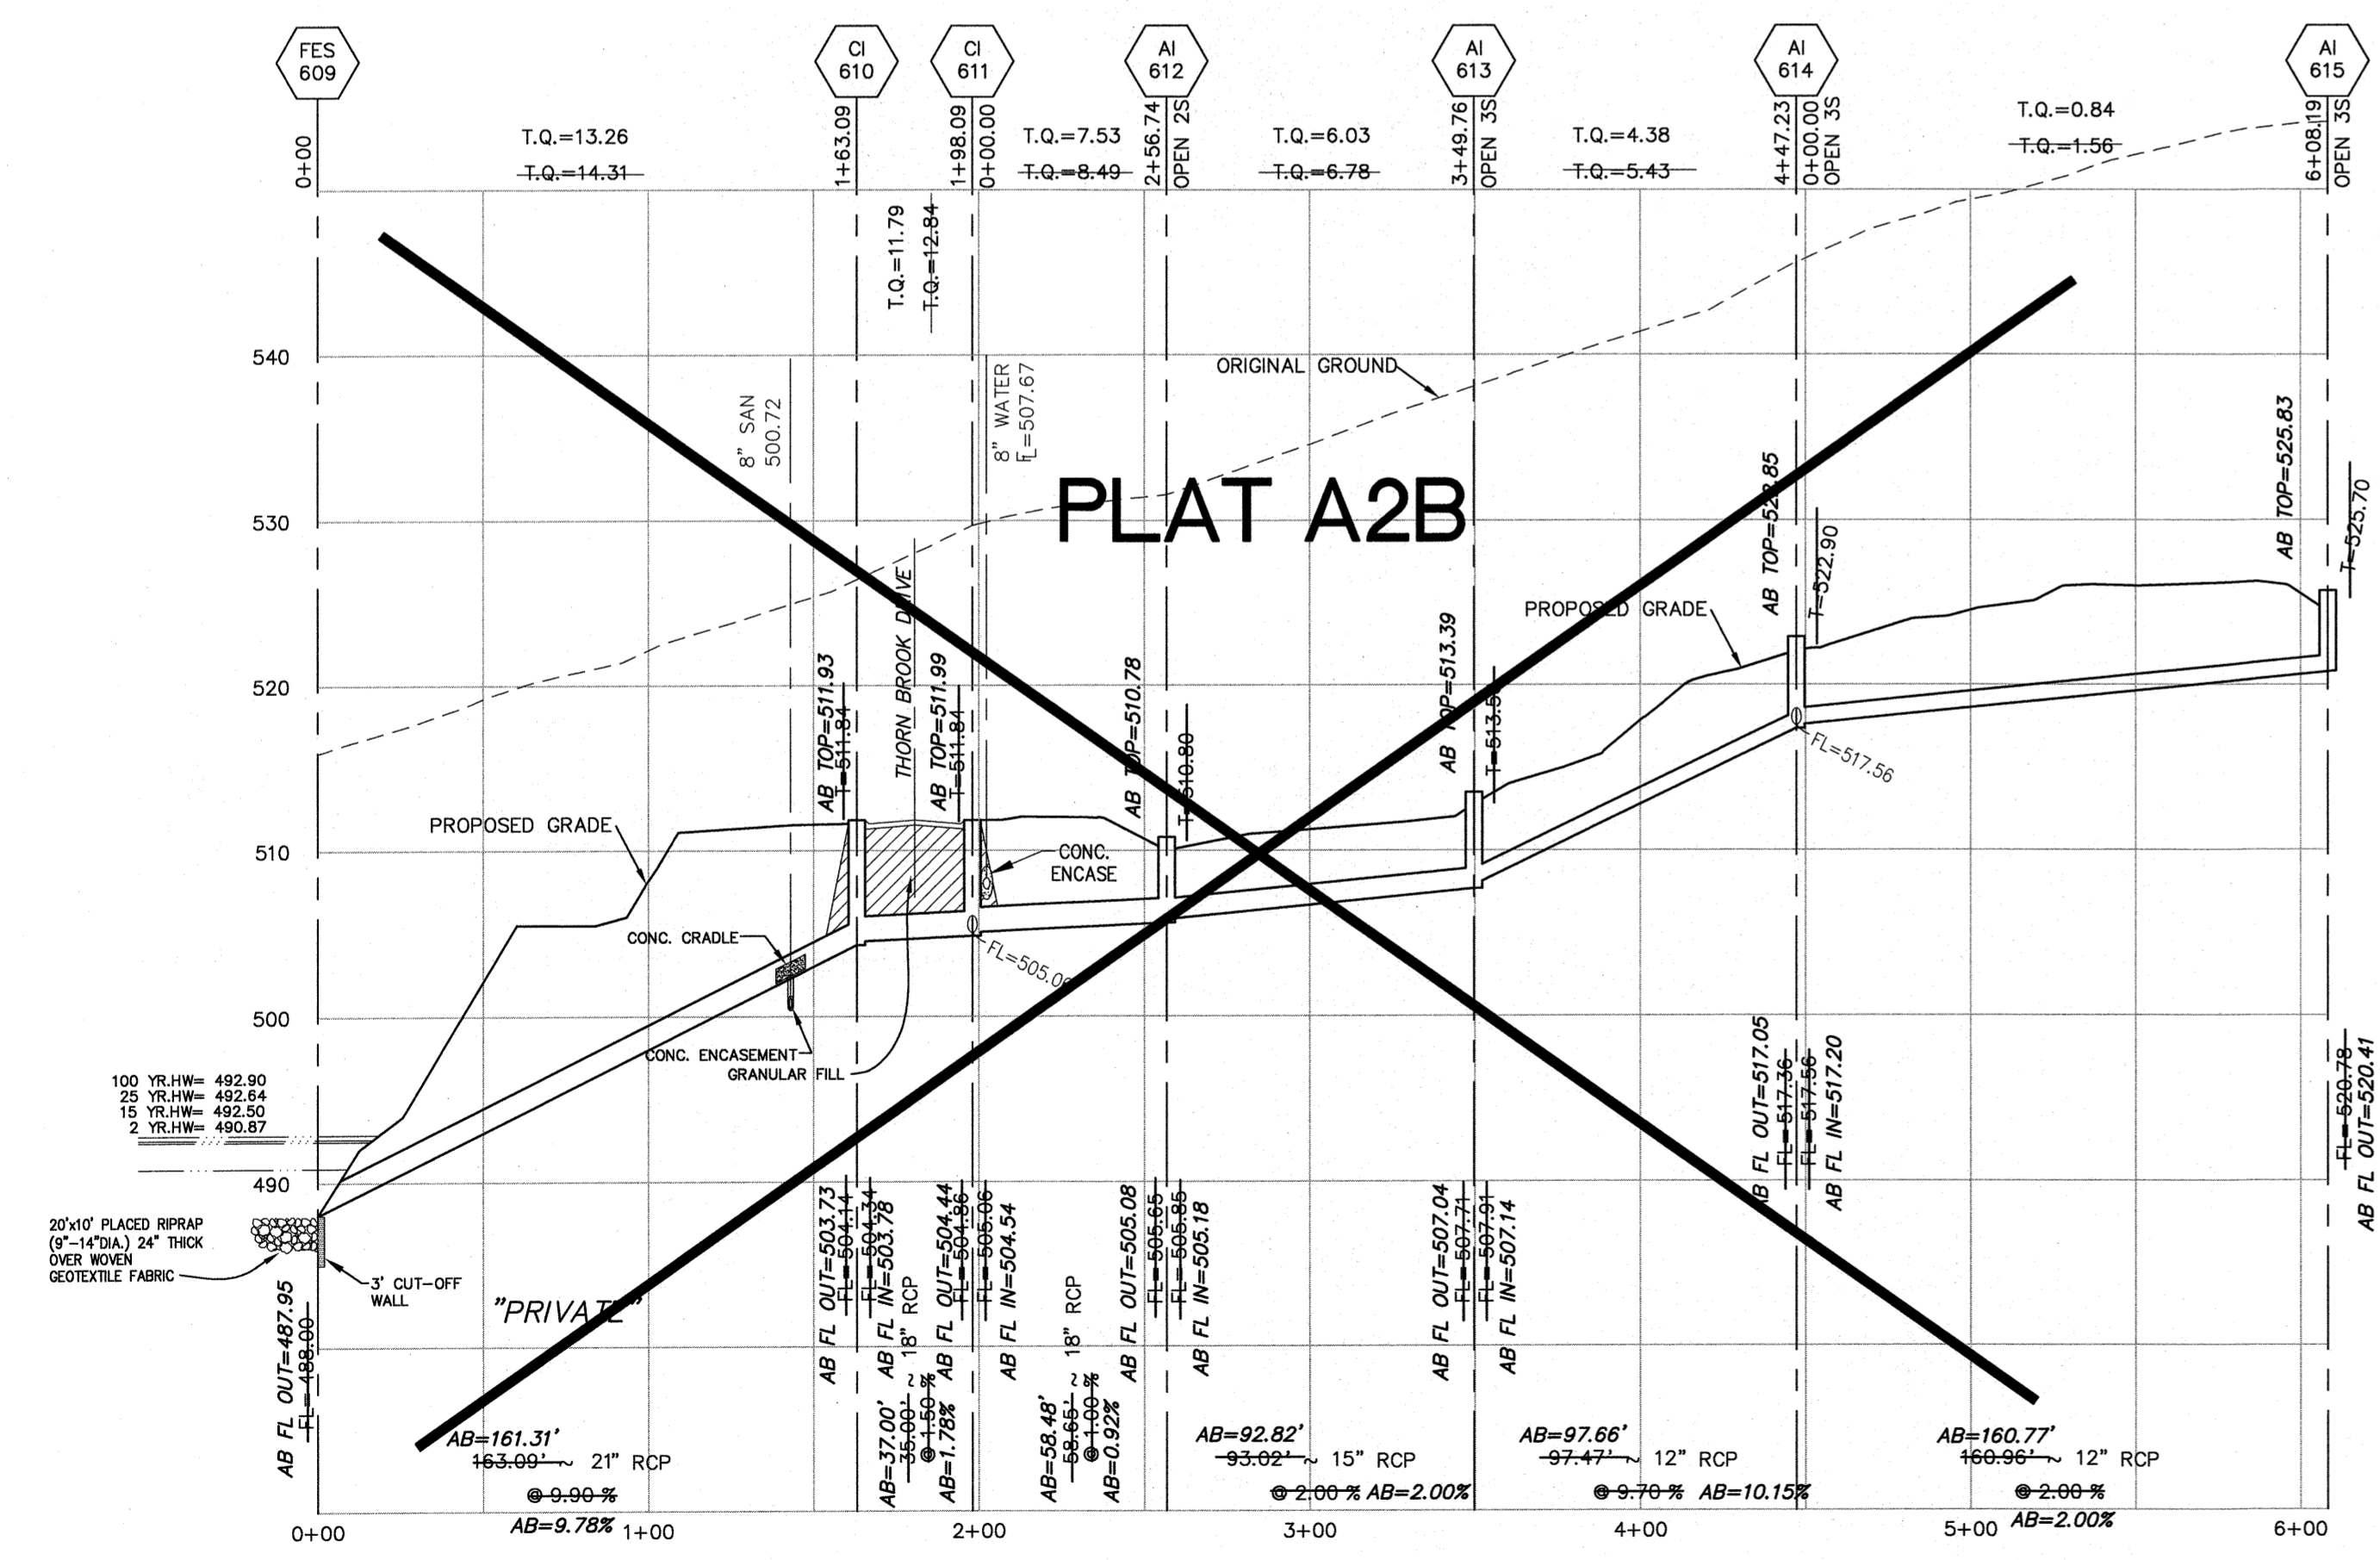 FES
609
CI
610
CI
611
AI
612
AI
613
AI
614
AI
615
0+00
1+63.09
1+98.09
0+00.00
2+56.74
OPEN 2S
3+49.76
OPEN 3S
4+47.23
0+00.00
OPEN 3S
6+08.19
OPEN 3S
T.Q.=13.26
T.Q.=14.31
T.Q.=11.79
T.Q.=12.84
T.Q.=7.53
T.Q.=8.49
T.Q.=6.03
T.Q.=6.78
T.Q.=4.38
T.Q.=5.43
T.Q.=0.84
T.Q.=1.56
540
530
520
510
500
490
8" SAN
500.72
8" WATER
FL=507.67
ORIGINAL GROUND
PLAT A2B
THORN BROOK DRIVE
AB TOP=511.93
T=511.84
AB TOP=511.99
T=511.84
AB TOP=510.78
T=510.80
AB TOP=513.39
AB TOP=522.85
T=522.90
AB TOP=525.83
T=525.70
PROPOSED GRADE
PROPOSED GRADE
CONC.
ENCASE
CONC. CRADLE
FL=505.06
FL=517.56
CONC. ENCASEMENT
GRANULAR FILL
100 YR.HW= 492.90
25 YR.HW= 492.64
15 YR.HW= 492.50
2 YR.HW= 490.87
20'x10' PLACED RIPRAP
(9"-14"DIA.) 24" THICK
OVER WOVEN
GEOTEXTILE FABRIC
3' CUT-OFF
WALL
"PRIVATE"
AB FL OUT=487.95
FL=488.00
AB FL OUT=503.73
FL=504.14
FL=504.34
AB FL IN=503.78
AB FL OUT=504.44
FL=504.86
FL=505.06
AB FL IN=504.54
AB FL OUT=505.08
FL=505.65
FL=505.85
AB FL IN=505.18
AB FL OUT=507.04
FL=507.71
FL=507.91
AB FL IN=507.14
AB FL OUT=517.05
FL=517.36
FL=517.56
AB FL IN=517.20
FL=520.78
AB FL OUT=520.41
AB=161.31'
163.09' ~ 21" RCP
@ 9.90 %
AB=9.78%
AB=37.00'
35.00' ~ 18" RCP
@ 1.50 %
AB=1.78%
AB=58.48'
58.65' ~ 18" RCP
@ 1.00 %
AB=0.92%
AB=92.82'
93.02' ~ 15" RCP
@ 2.00 % AB=2.00%
AB=97.66'
97.47' ~ 12" RCP
@ 9.70 % AB=10.15%
AB=160.77'
160.96' ~ 12" RCP
@ 2.00 %
AB=2.00%
0+00
1+00
2+00
3+00
4+00
5+00
6+00